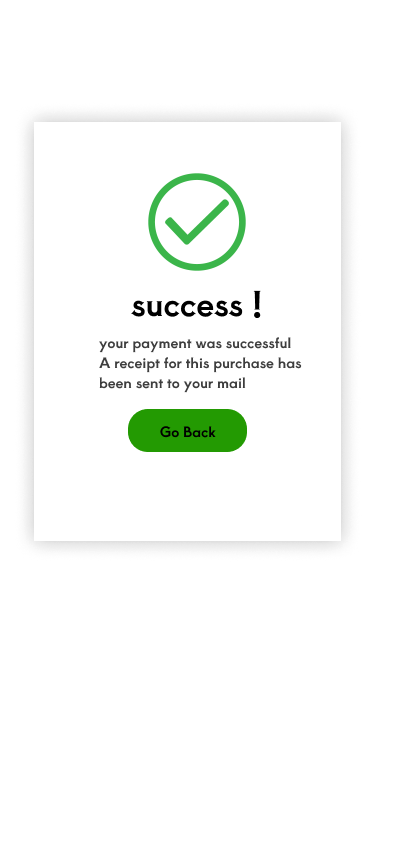 success !
your payment was successful
A receipt for this purchase has
been sent to your mail
Go Back